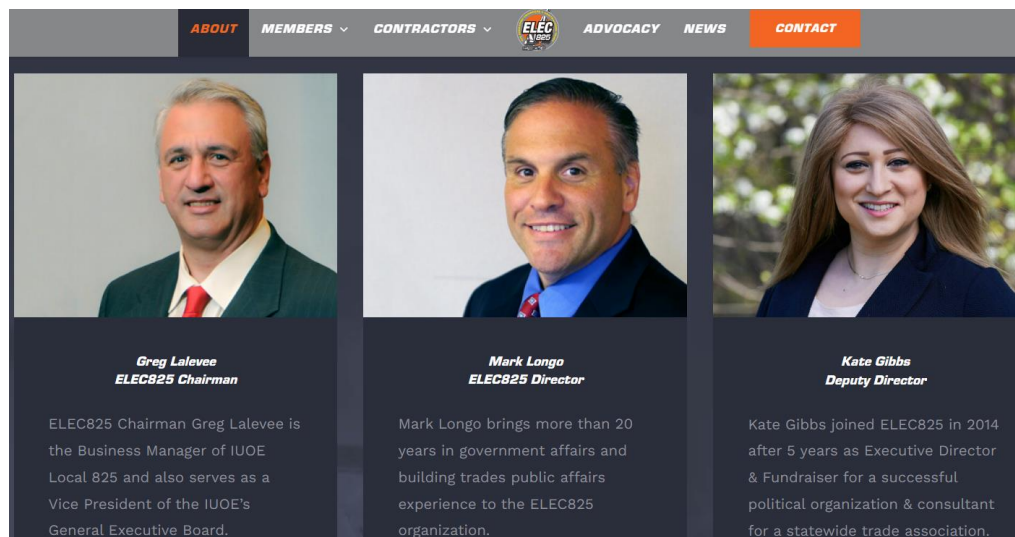 ABOUT MEMBERS CONTRACTORS ELEC 825 ADVOCACY NEWS CONTACT
Greg Lalevee
ELEC825 Chairman
ELEC825 Chairman Greg Lalevee is
the Business Manager of IUOE
Local 825 and also serves as a
Vice President of the IUOE's
General Executive Board.
Mark Longo
ELEC825 Director
Mark Longo brings more than 20
years in government affairs and
building trades public affairs
experience to the ELEC825
organization.
Kate Gibbs
Deputy Director
Kate Gibbs joined ELEC825 in 2014
after 5 years as Executive Director
& Fundraiser for a successful
political organization & consultant
for a statewide trade association.